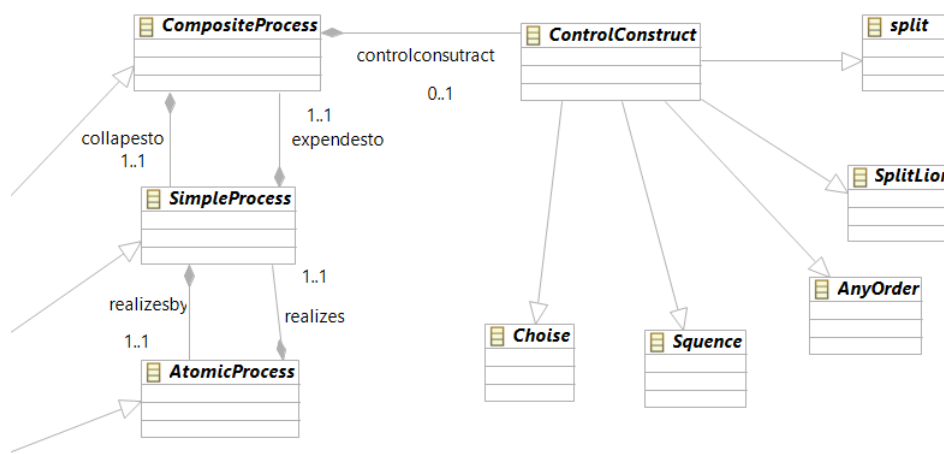 CompositeProcess
ControlConstruct
split
controlconsutract
0..1
1..1
collapesto
expendesto
1..1
SplitLion
SimpleProcess
1..1
AnyOrder
realizesby
realizes
1..1
Choise
Squence
AtomicProcess